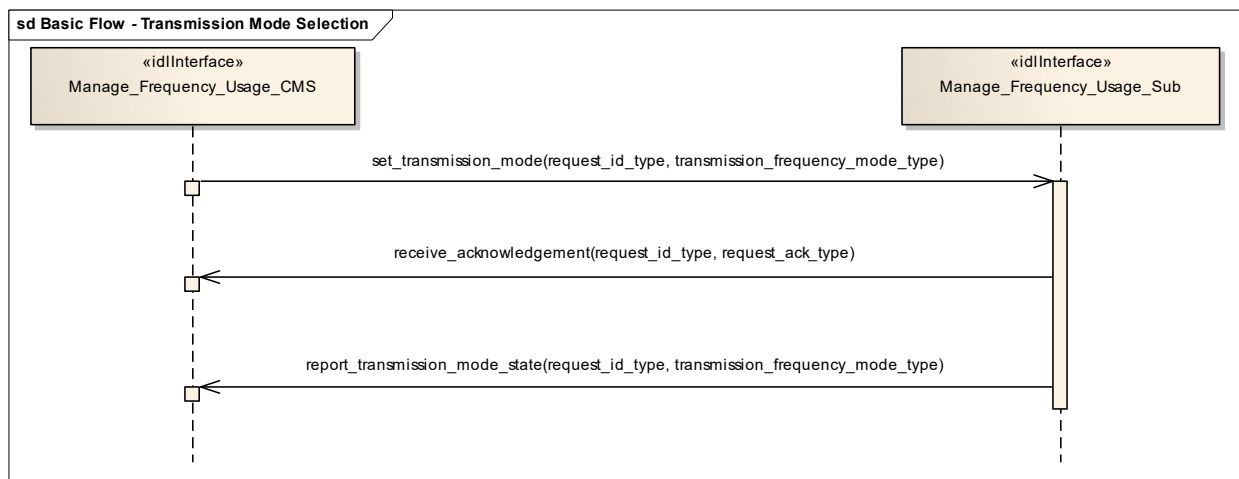 sd Basic Flow - Transmission Mode Selection
«idlInterface»
Manage_Frequency_Usage_CMS
«idlInterface»
Manage_Frequency_Usage_Sub
set_transmission_mode(request_id_type, transmission_frequency_mode_type)
receive_acknowledgement(request_id_type, request_ack_type)
report_transmission_mode_state(request_id_type, transmission_frequency_mode_type)